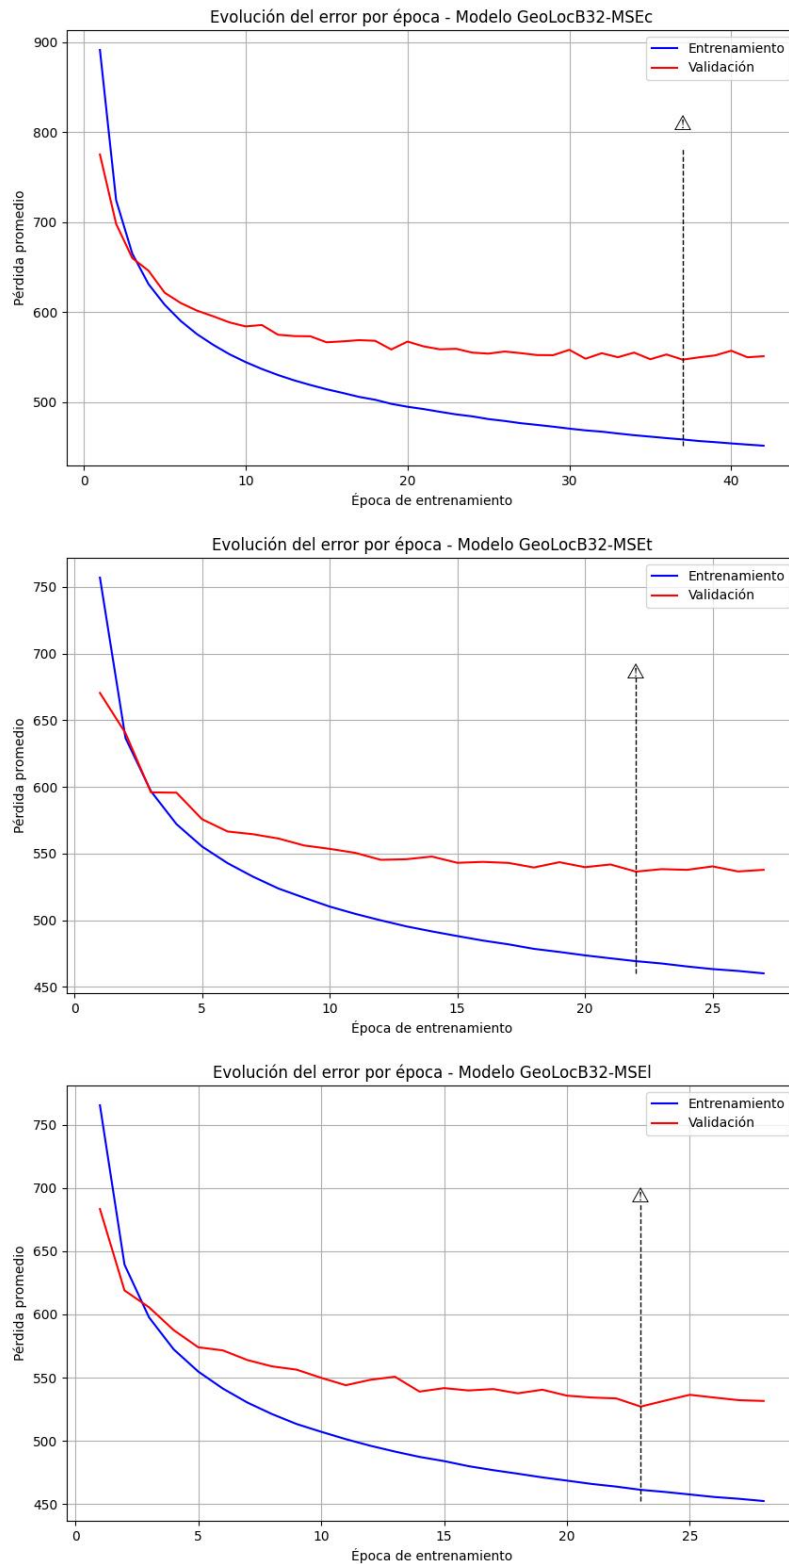 Evolución del error por época - Modelo GeoLocB32-MSEc
Entrenamiento
Validación
900
800
700
600
500
Pérdida promedio
0
10
20
30
40
Época de entrenamiento
Evolución del error por época - Modelo GeoLocB32-MSEt
Entrenamiento
Validación
750
700
650
600
550
500
450
Pérdida promedio
0
5
10
15
20
25
Época de entrenamiento
Evolución del error por época - Modelo GeoLocB32-MSEl
Entrenamiento
Validación
750
700
650
600
550
500
450
Pérdida promedio
0
5
10
15
20
25
Época de entrenamiento